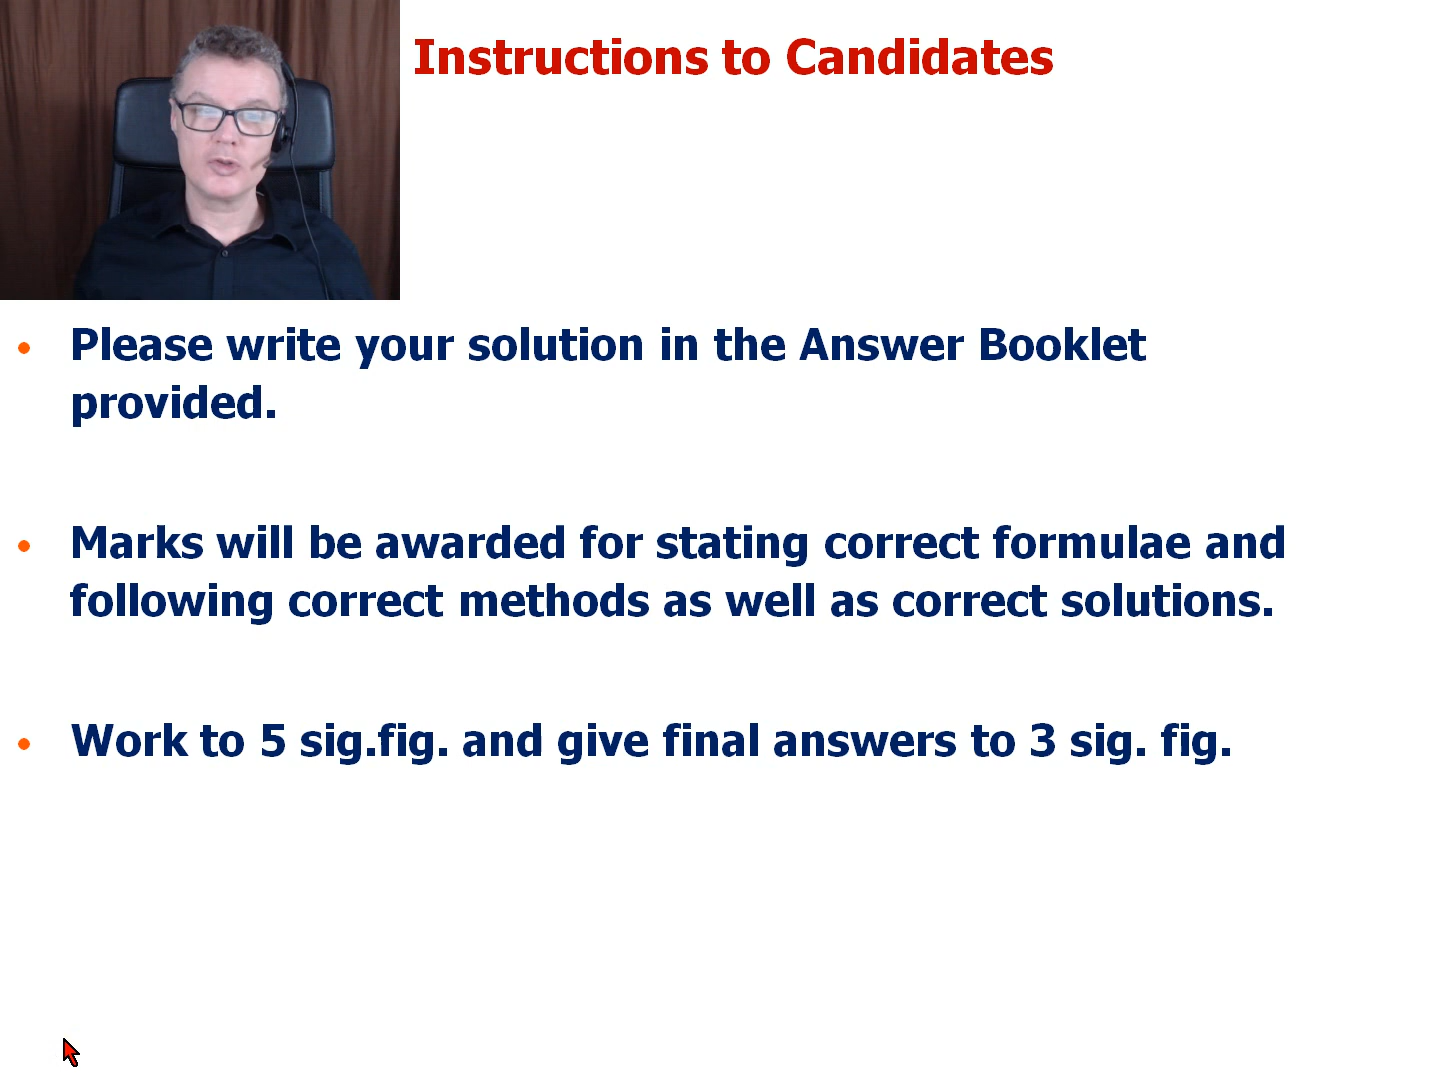 Instructions to Candidates
• Please write your solution in the Answer Booklet
provided.
• Marks will be awarded for stating correct formulae and
following correct methods as well as correct solutions.
• Work to 5 sig.fig. and give final answers to 3 sig. fig.